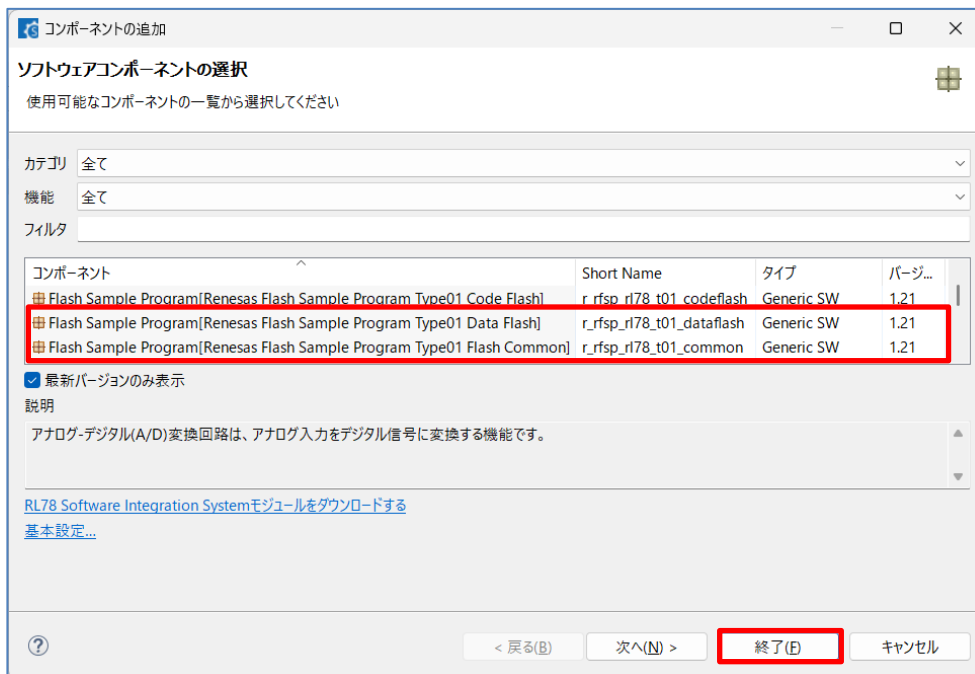 コンポーネントの追加
ソフトウェアコンポーネントの選択
使用可能なコンポーネントの一覧から選択してください
カテゴリ 全て
機能 全て
フィルタ
コンポーネント Short Name タイプ バージ...
Flash Sample Program[Renesas Flash Sample Program Type01 Code Flash] r_rfsp_rl78_t01_codeflash Generic SW 1.21
Flash Sample Program[Renesas Flash Sample Program Type01 Data Flash] r_rfsp_rl78_t01_dataflash Generic SW 1.21
Flash Sample Program[Renesas Flash Sample Program Type01 Flash Common] r_rfsp_rl78_t01_common Generic SW 1.21
最新バージョンのみ表示
説明
アナログ-デジタル(A/D)変換回路は、アナログ入力をデジタル信号に変換する機能です。
RL78 Software Integration Systemモジュールをダウンロードする
基本設定...
< 戻る(B) 次へ(N) > 終了(F) キャンセル